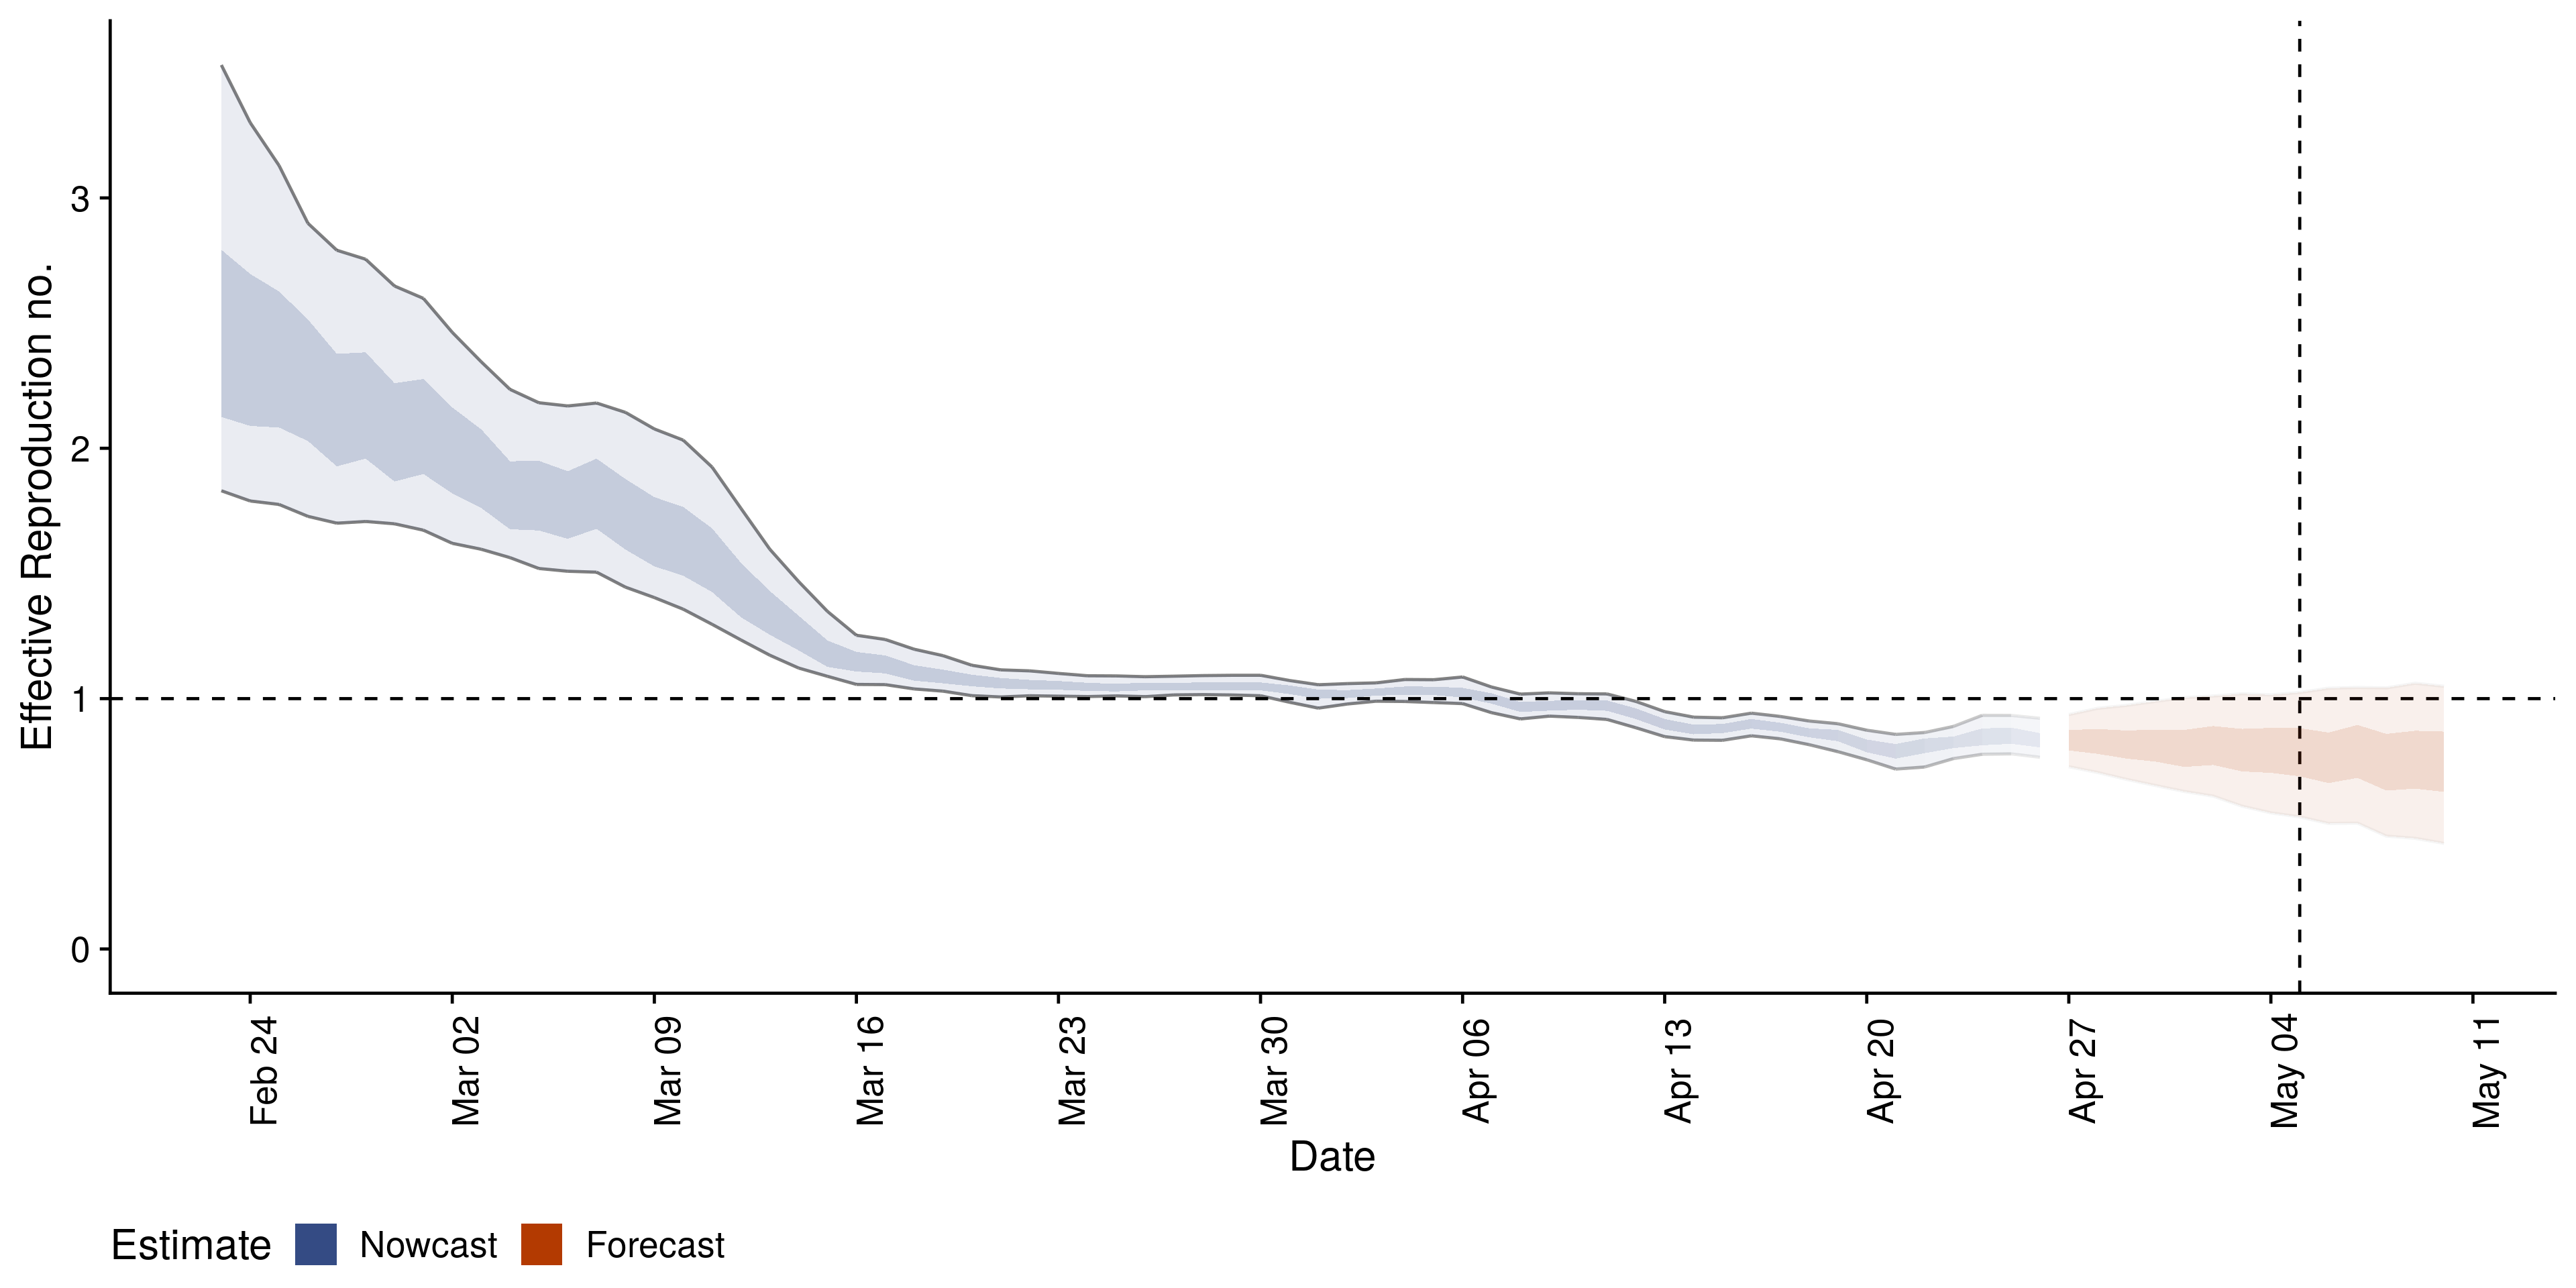 Effective Reproduction no.
3
2
1
0
Feb 24
Mar 02
Mar 09
Mar 16
Mar 23
Mar 30
Apr 06
Apr 13
Apr 20
Apr 27
May 04
May 11
Date
Estimate Nowcast Forecast